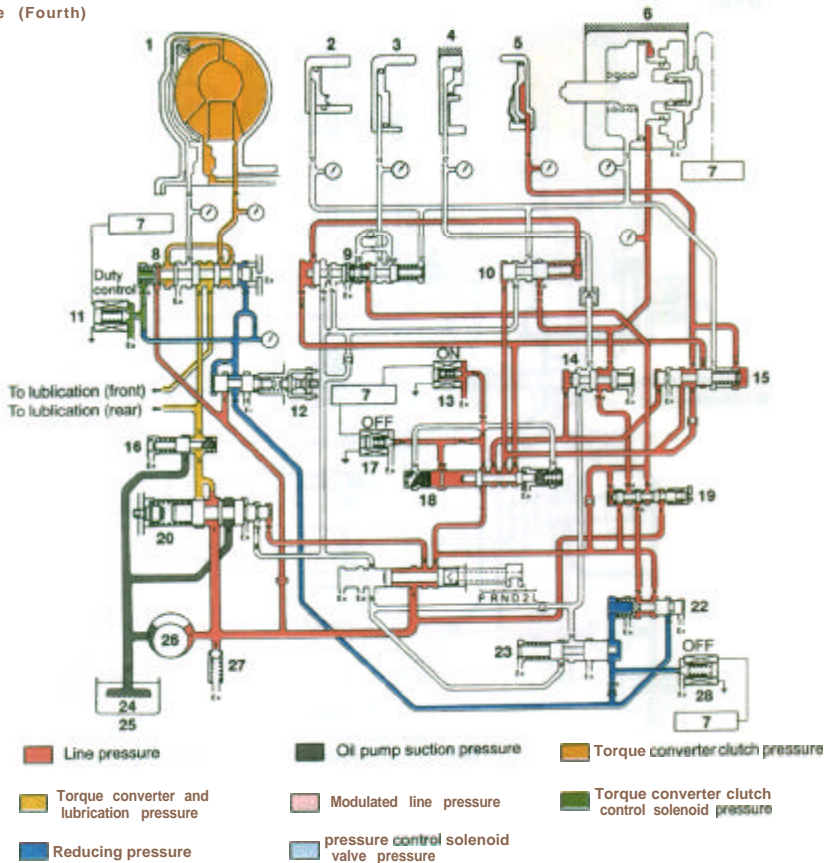 e (Fourth)
1
2
3
4
5
6
7
7
8
9
10
Duty
control
11
ON
14
15
To lublication (front)
To lublication (rear)
12
7
13
OFF
16
17
18
19
20
P R N D 2 L
22
23
OFF
26
27
28
24
25
7
Line pressure
Oil pump suction pressure
Torque converter clutch pressure
Torque converter and
lubrication pressure
Modulated line pressure
Torque converter clutch
control solenoid pressure
Reducing pressure
pressure control solenoid
valve pressure